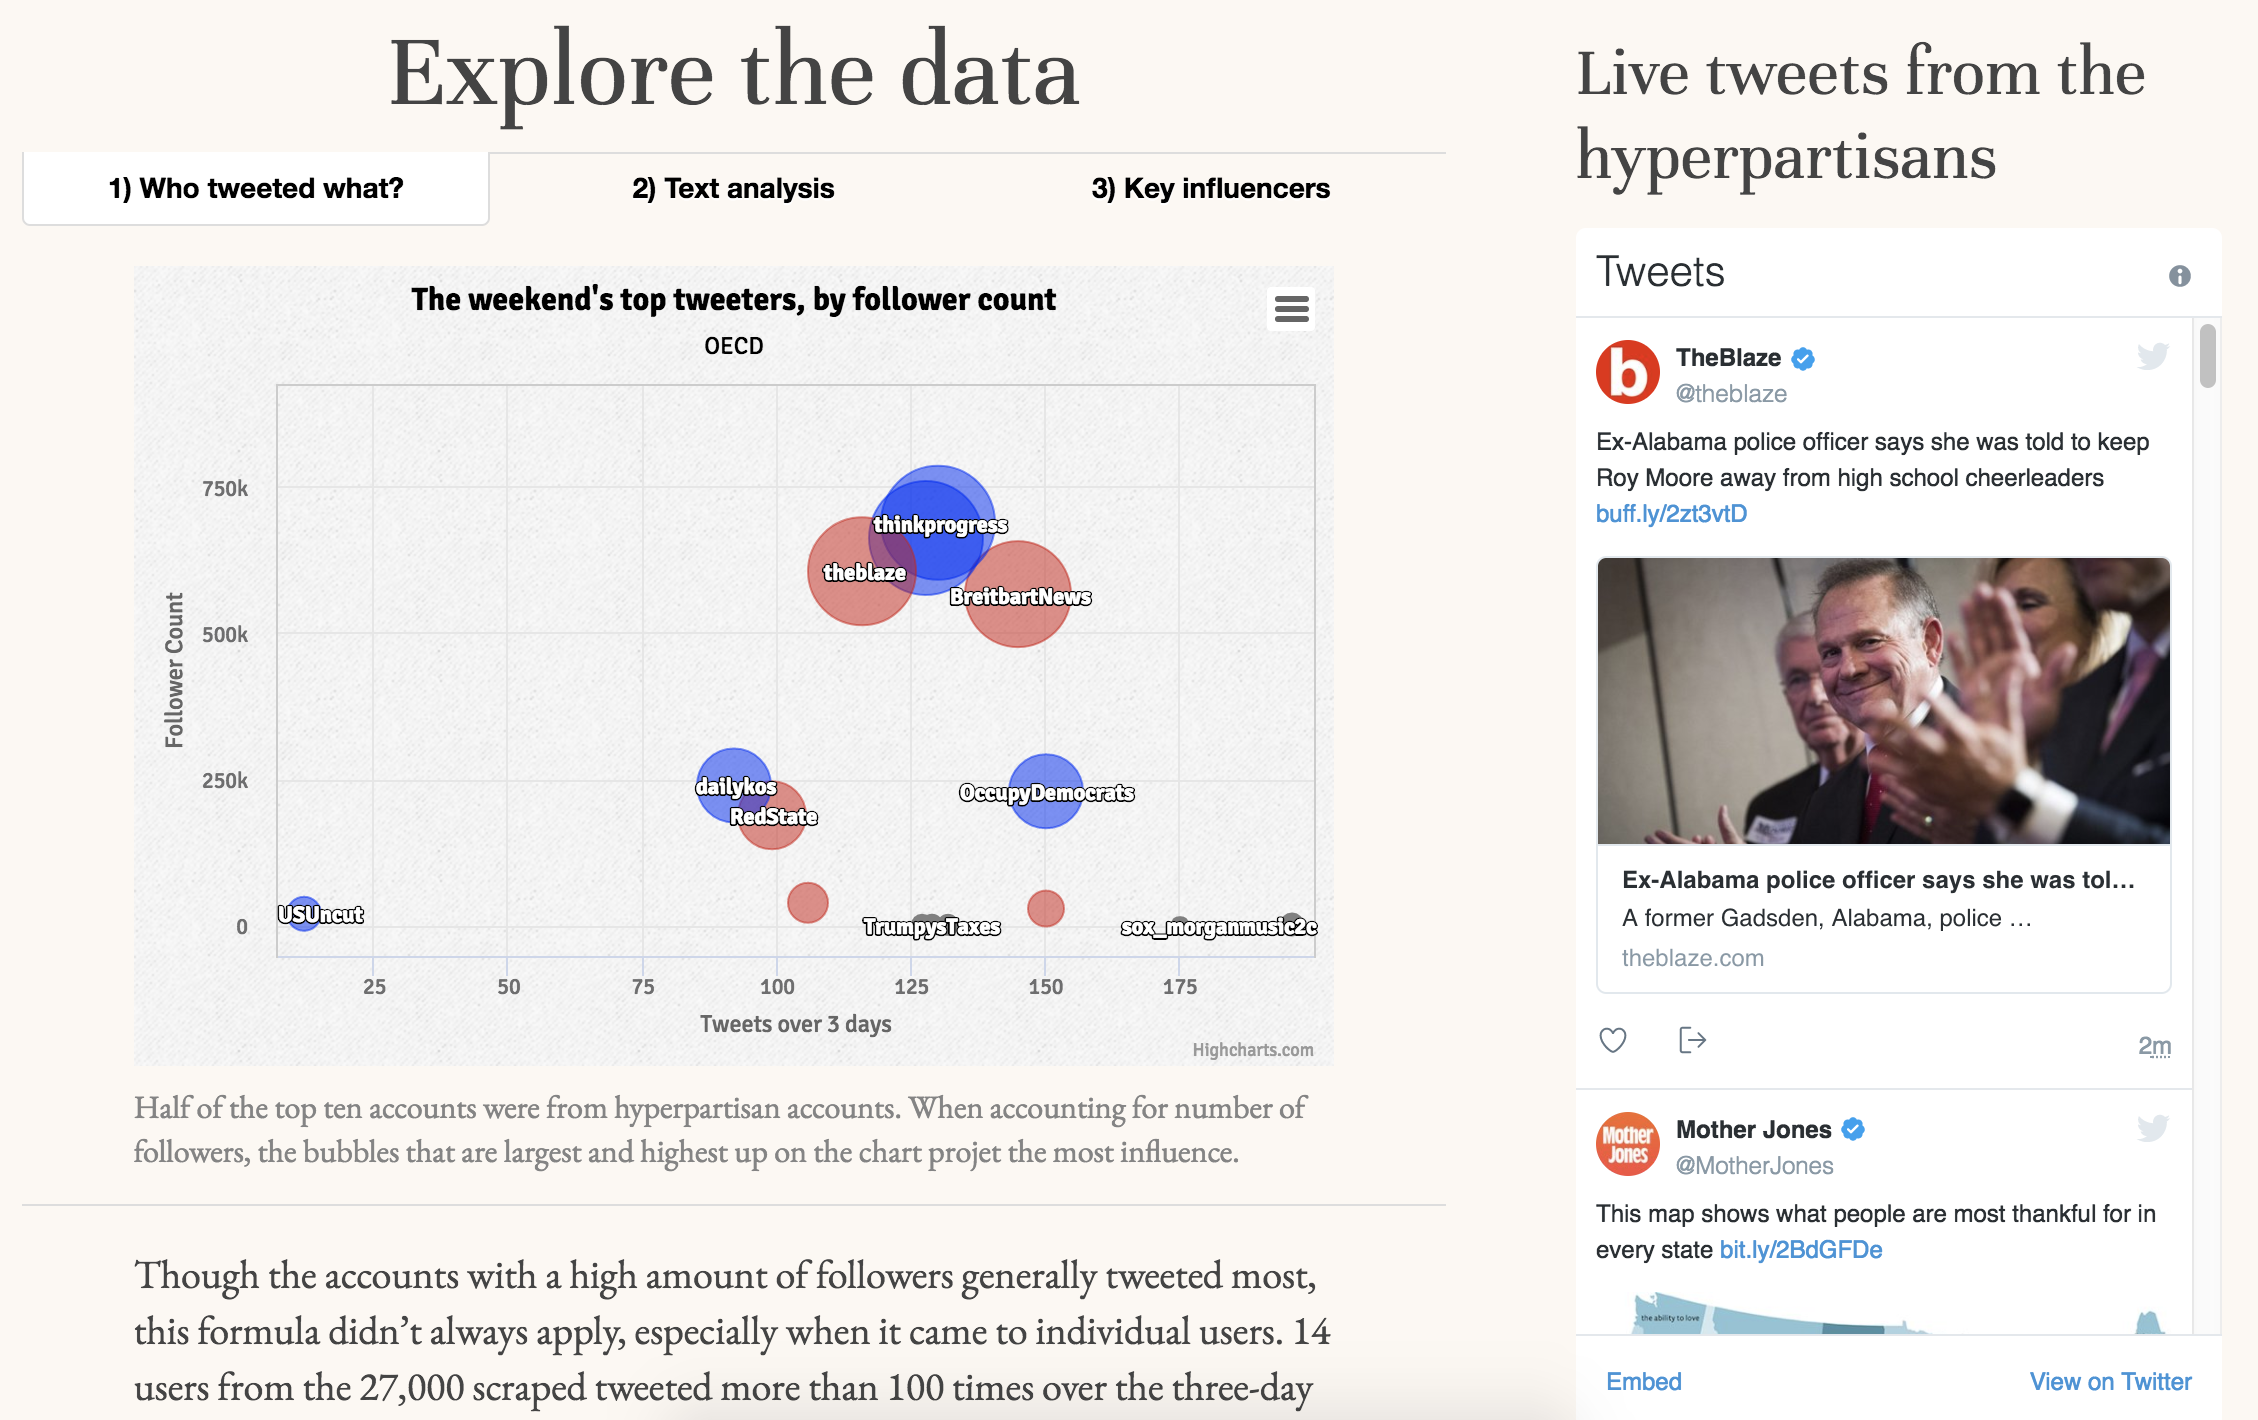 Explore the data
1) Who tweeted what?
2) Text analysis
3) Key influencers
The weekend's top tweeters, by follower count
OECD
Follower Count
750k
500k
250k
0
thinkprogress
theblaze
BreitbartNews
dailykos
RedState
OccupyDemocrats
USUncut
TrumpysTaxes
sox_morganmusic2c
25 50 75 100 125 150 175
Tweets over 3 days
Highcharts.com
Half of the top ten accounts were from hyperpartisan accounts. When accounting for number of
followers, the bubbles that are largest and highest up on the chart projet the most influence.
Though the accounts with a high amount of followers generally tweeted most,
this formula didn’t always apply, especially when it came to individual users. 14
users from the 27,000 scraped tweeted more than 100 times over the three-day
Live tweets from the
hyperpartisans
Tweets
b
TheBlaze
@theblaze
Ex-Alabama police officer says she was told to keep
Roy Moore away from high school cheerleaders
buff.ly/2zt3vtD
Ex-Alabama police officer says she was tol...
A former Gadsden, Alabama, police ...
theblaze.com
2m
Mother
Jones
Mother Jones
@MotherJones
This map shows what people are most thankful for in
every state bit.ly/2BdGFDe
the ability to love
Embed
View on Twitter